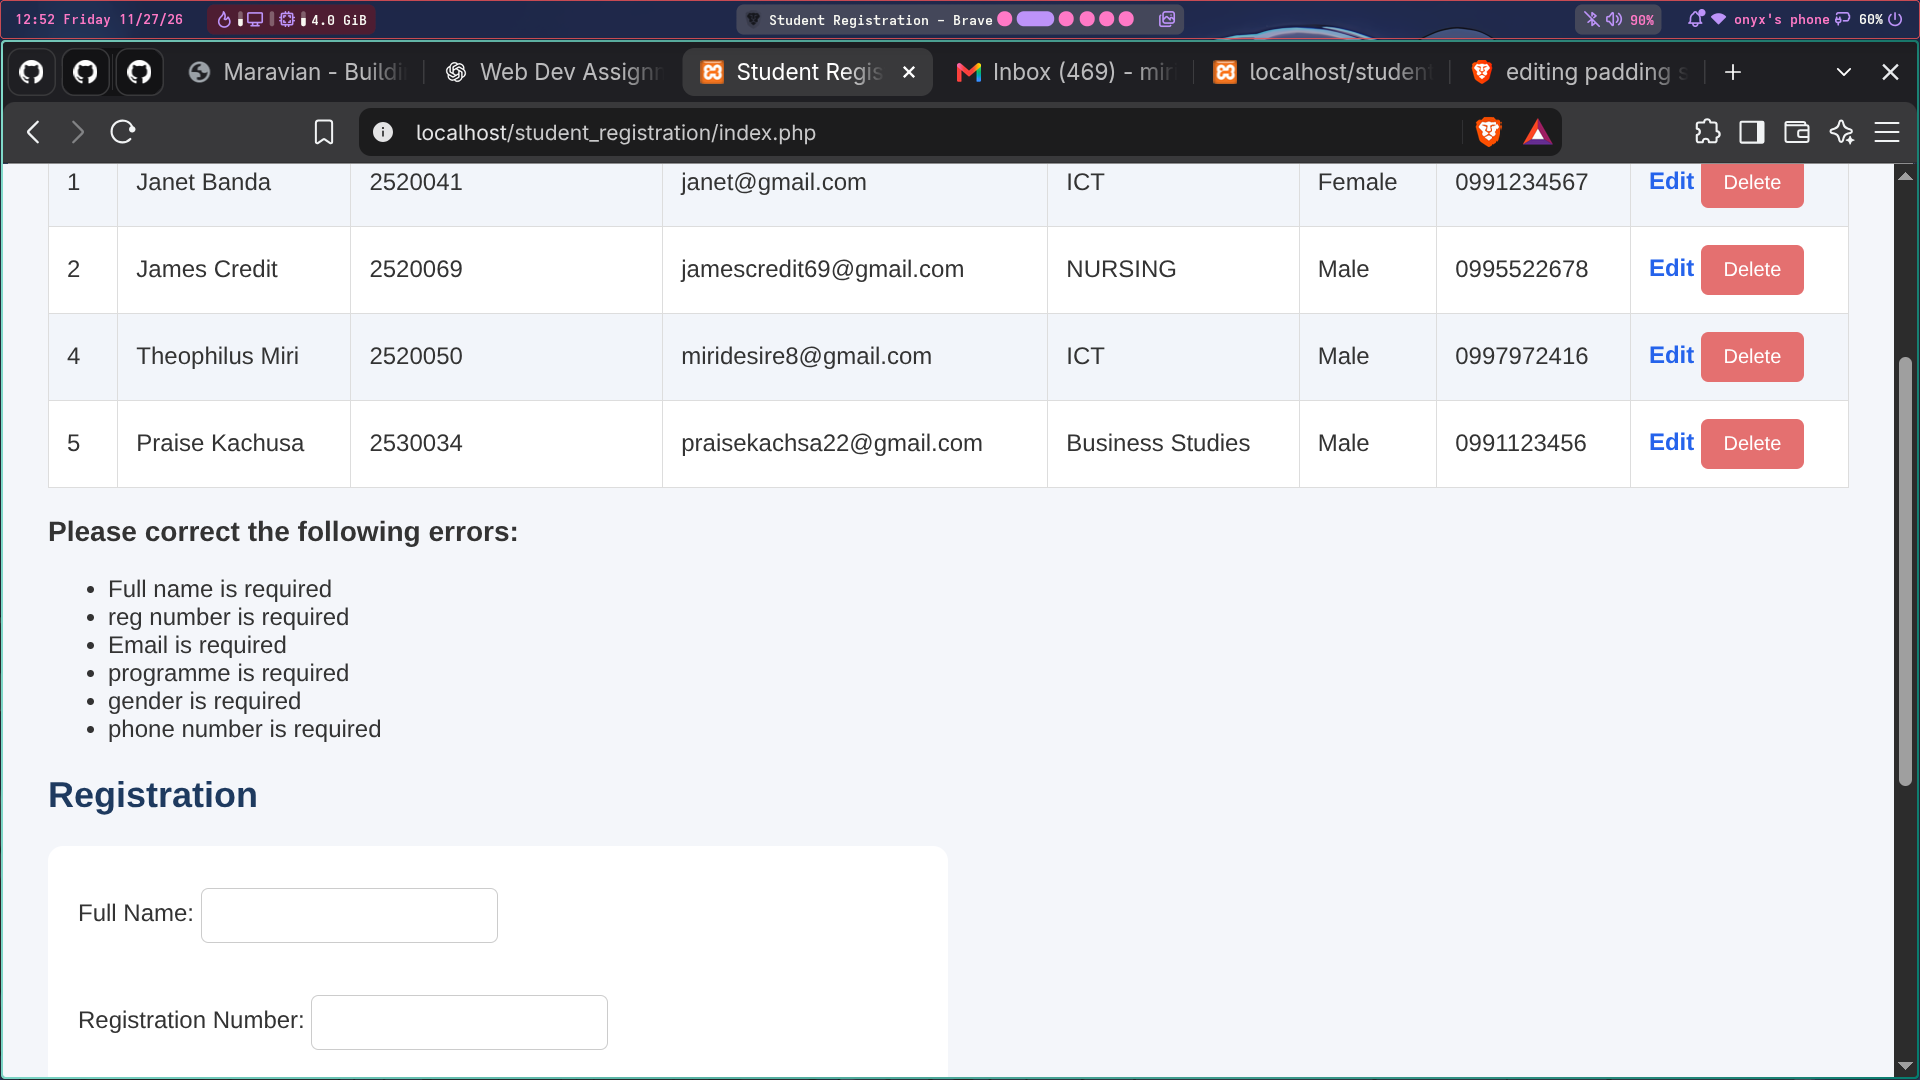 12:52 Friday 11/27/26 4.0 GiB Student Registration – Brave 90% onyx's phone 60%
Maravian - Buildi Web Dev Assignm Student Regis Inbox (469) - mir localhost/student editing padding s
localhost/student_registration/index.php
1 Janet Banda 2520041 janet@gmail.com ICT Female 0991234567 Edit Delete
2 James Credit 2520069 jamescredit69@gmail.com NURSING Male 0995522678 Edit Delete
4 Theophilus Miri 2520050 miridesire8@gmail.com ICT Male 0997972416 Edit Delete
5 Praise Kachusa 2530034 praisekachsa22@gmail.com Business Studies Male 0991123456 Edit Delete
Please correct the following errors:
• Full name is required
• reg number is required
• Email is required
• programme is required
• gender is required
• phone number is required
Registration
Full Name:
Registration Number: